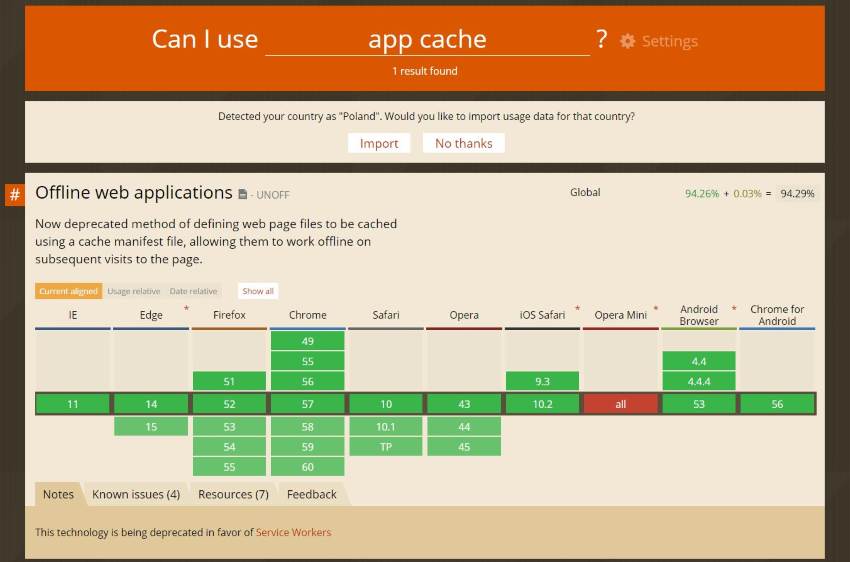 Can I use app cache ? Settings
1 result found
Detected your country as "Poland". Would you like to import usage data for that country?
Import No thanks
# Offline web applications - UNOFF Global 94.26% + 0.03% = 94.29%
Now deprecated method of defining web page files to be cached
using a cache manifest file, allowing them to work offline on
subsequent visits to the page.
Current aligned Usage relative Date relative Show all
IE Edge * Firefox Chrome Safari Opera iOS Safari * Opera Mini * Android Browser * Chrome for Android
49
55 4.4
51 56 9.3 4.4.4
11 14 52 57 10 43 10.2 all 53 56
15 53 58 10.1 44
54 59 TP 45
55 60
Notes Known issues (4) Resources (7) Feedback
This technology is being deprecated in favor of Service Workers